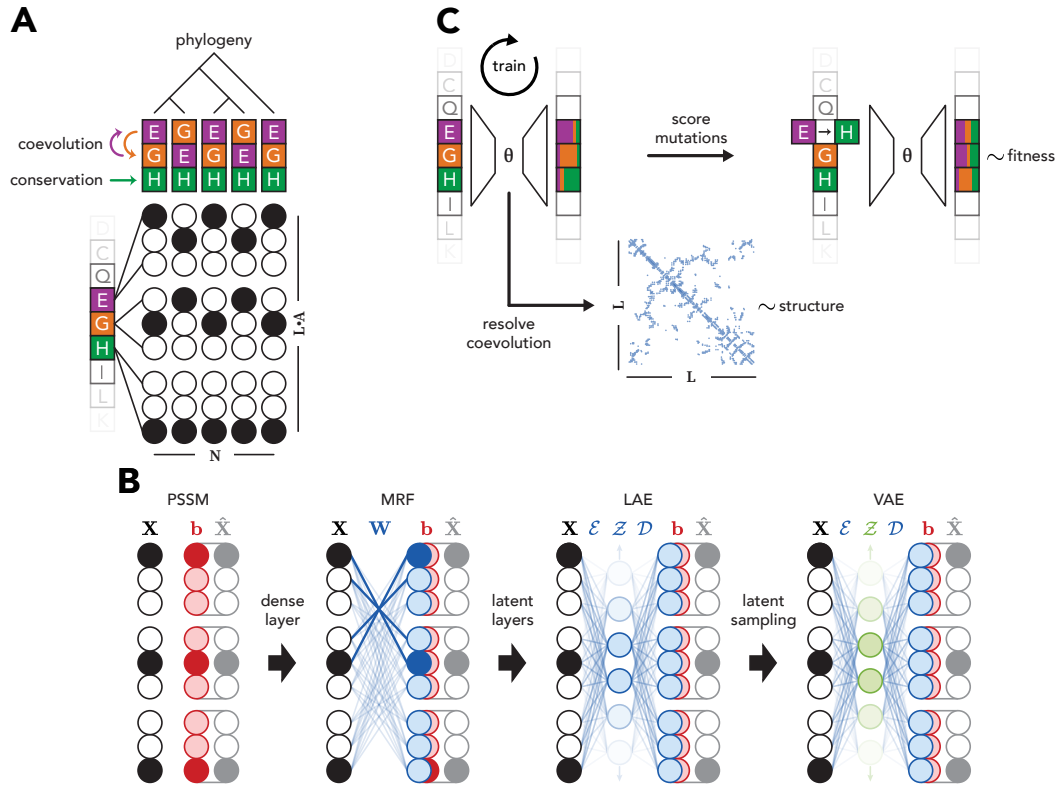 A
phylogeny
E G E G E
coevolution
G E G E G
conservation
H H H H H
D
C
Q
E
G
H
I
L
K
L•A
N
C
train
D
C
Q
E
G
H
I
L
K
θ
score
mutations
D
C
Q
E → H
G
H
I
L
K
θ
~ fitness
resolve
coevolution
L
L
~ structure
B
PSSM
X b X̂
dense
layer
MRF
X W b X̂
latent
layers
LAE
X ℰ 𝒵 𝒟 b X̂
latent
sampling
VAE
X ℰ 𝒵 𝒟 b X̂